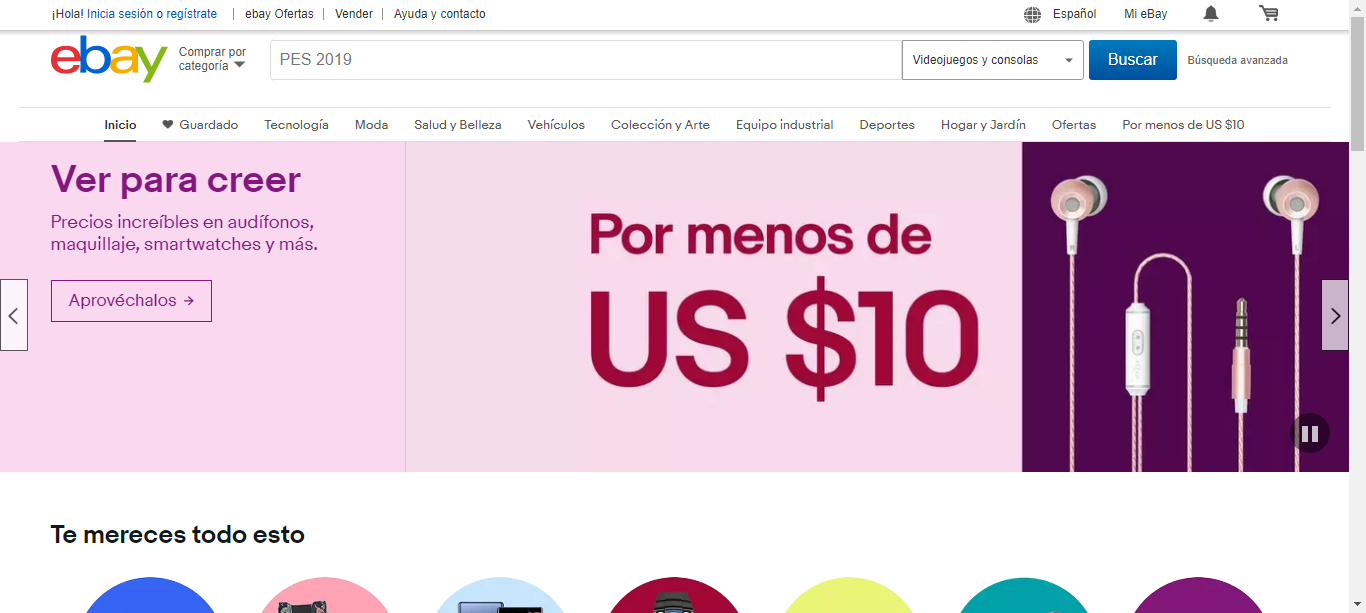 ¡Hola! Inicia sesión o regístrate | ebay Ofertas | Vender | Ayuda y contacto
Español Mi eBay
ebay
Comprar por
categoría
PES 2019
Videojuegos y consolas
Buscar
Búsqueda avanzada
Inicio Guardado Tecnología Moda Salud y Belleza Vehículos Colección y Arte Equipo industrial Deportes Hogar y Jardín Ofertas Por menos de US $10
Ver para creer
Precios increíbles en audífonos,
maquillaje, smartwatches y más.
Aprovéchalos →
Por menos de
US $10
R
L
Te mereces todo esto